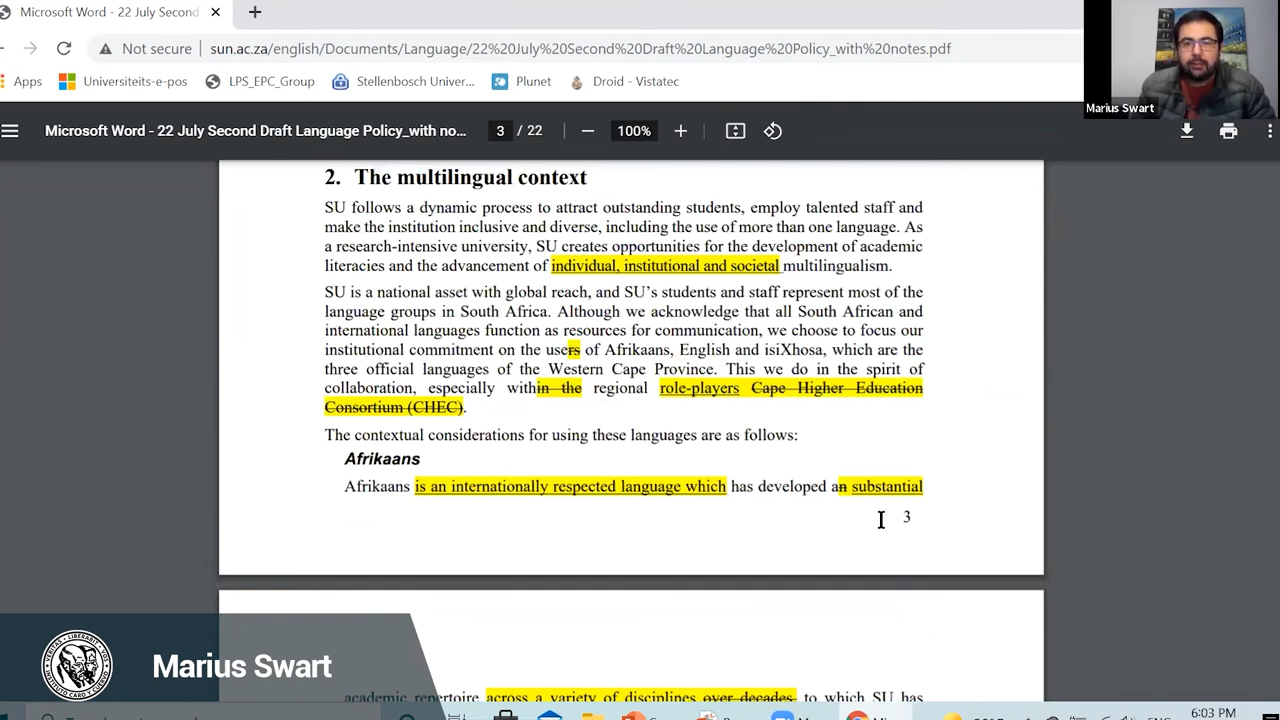 Microsoft Word - 22 July Second
Not secure sun.ac.za/english/Documents/Language/22%20July%20Second%20Draft%20Language%20Policy_with%20notes.pdf
Apps Universiteits-e-pos LPS_EPC_Group Stellenbosch Univer... Plunet Droid - Vistatec
Marius Swart
Microsoft Word - 22 July Second Draft Language Policy_with no... 3 / 22 100%
2. The multilingual context
SU follows a dynamic process to attract outstanding students, employ talented staff and
make the institution inclusive and diverse, including the use of more than one language. As
a research-intensive university, SU creates opportunities for the development of academic
literacies and the advancement of individual, institutional and societal multilingualism.
SU is a national asset with global reach, and SU's students and staff represent most of the
language groups in South Africa. Although we acknowledge that all South African and
international languages function as resources for communication, we choose to focus our
institutional commitment on the users of Afrikaans, English and isiXhosa, which are the
three official languages of the Western Cape Province. This we do in the spirit of
collaboration, especially within the regional role-players Cape Higher Education
Consortium (CHEC).
The contextual considerations for using these languages are as follows:
Afrikaans
Afrikaans is an internationally respected language which has developed an substantial
3
Marius Swart
academic repertoire across a variety of disciplines over decades, to which SU has
6:03 PM